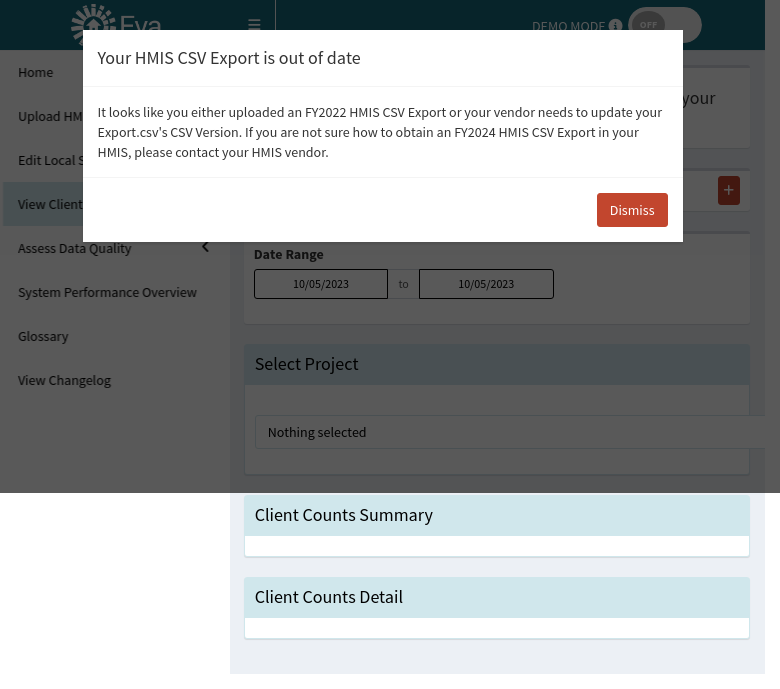 Eva
DEMO MODE
OFF
Your HMIS CSV Export is out of date
It looks like you either uploaded an FY2022 HMIS CSV Export or your vendor needs to update your
Export.csv's CSV Version. If you are not sure how to obtain an FY2024 HMIS CSV Export in your
HMIS, please contact your HMIS vendor.
Dismiss
Home
Upload HM
Edit Local S
View Client
Assess Data Quality
System Performance Overview
Glossary
View Changelog
your
+
Date Range
10/05/2023 to 10/05/2023
Select Project
Nothing selected
Client Counts Summary
Client Counts Detail